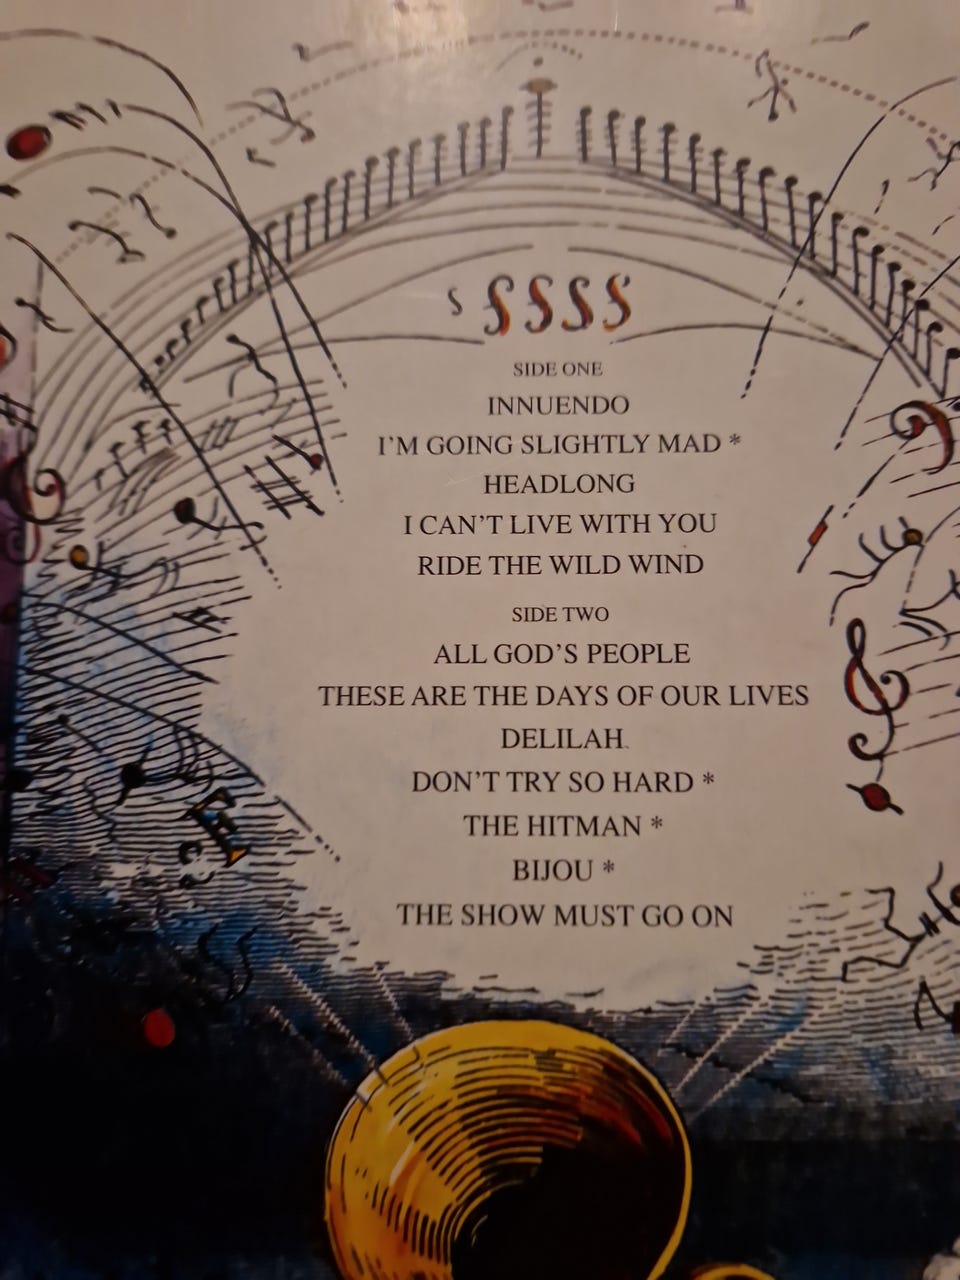 SIDE ONE
INNUENDO
I'M GOING SLIGHTLY MAD *
HEADLONG
I CAN'T LIVE WITH YOU
RIDE THE WILD WIND
SIDE TWO
ALL GOD'S PEOPLE
THESE ARE THE DAYS OF OUR LIVES
DELILAH
DON'T TRY SO HARD *
THE HITMAN *
BIJOU *
THE SHOW MUST GO ON